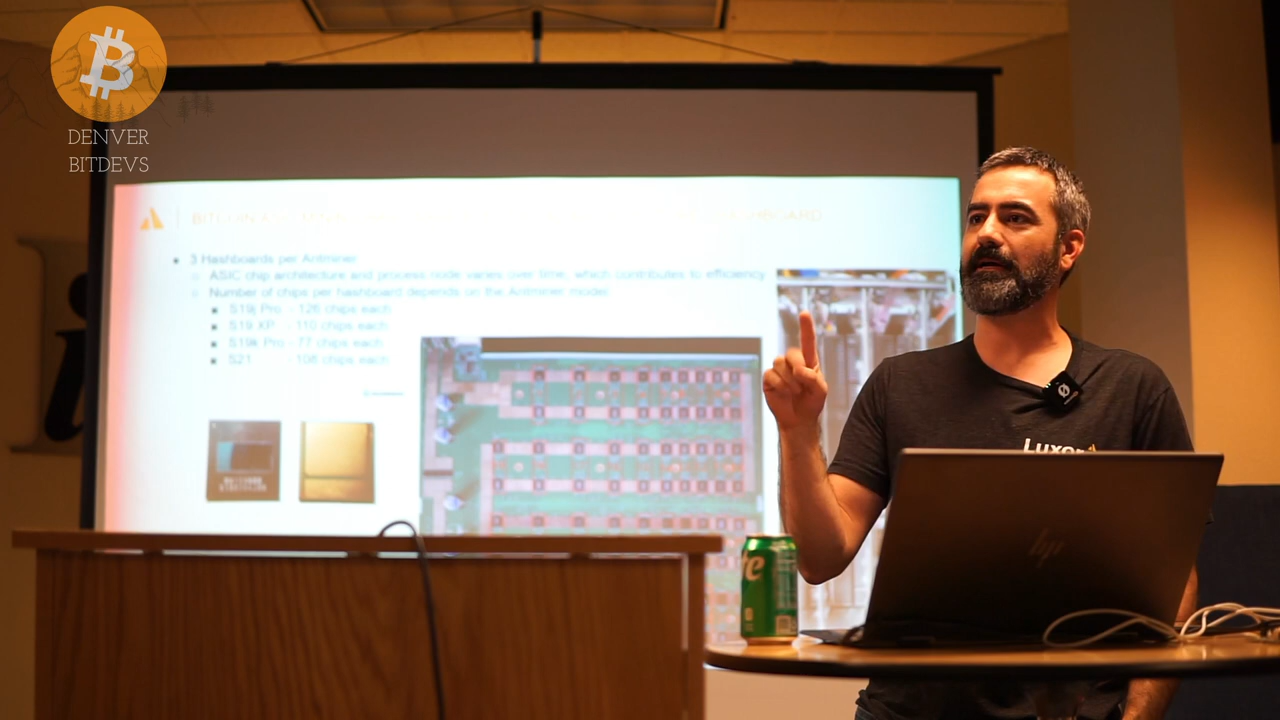 DENVER
BITDEVS
3 Hashboards per Antminer
ASIC chip architecture and process node varies over time, which contributes to efficiency
Number of chips per hashboard depends on the Antminer model
S19j Pro - 126 chips each
S19 XP - 110 chips each
S19k Pro - 77 chips each
S21 - 108 chips each
Luxor
hp